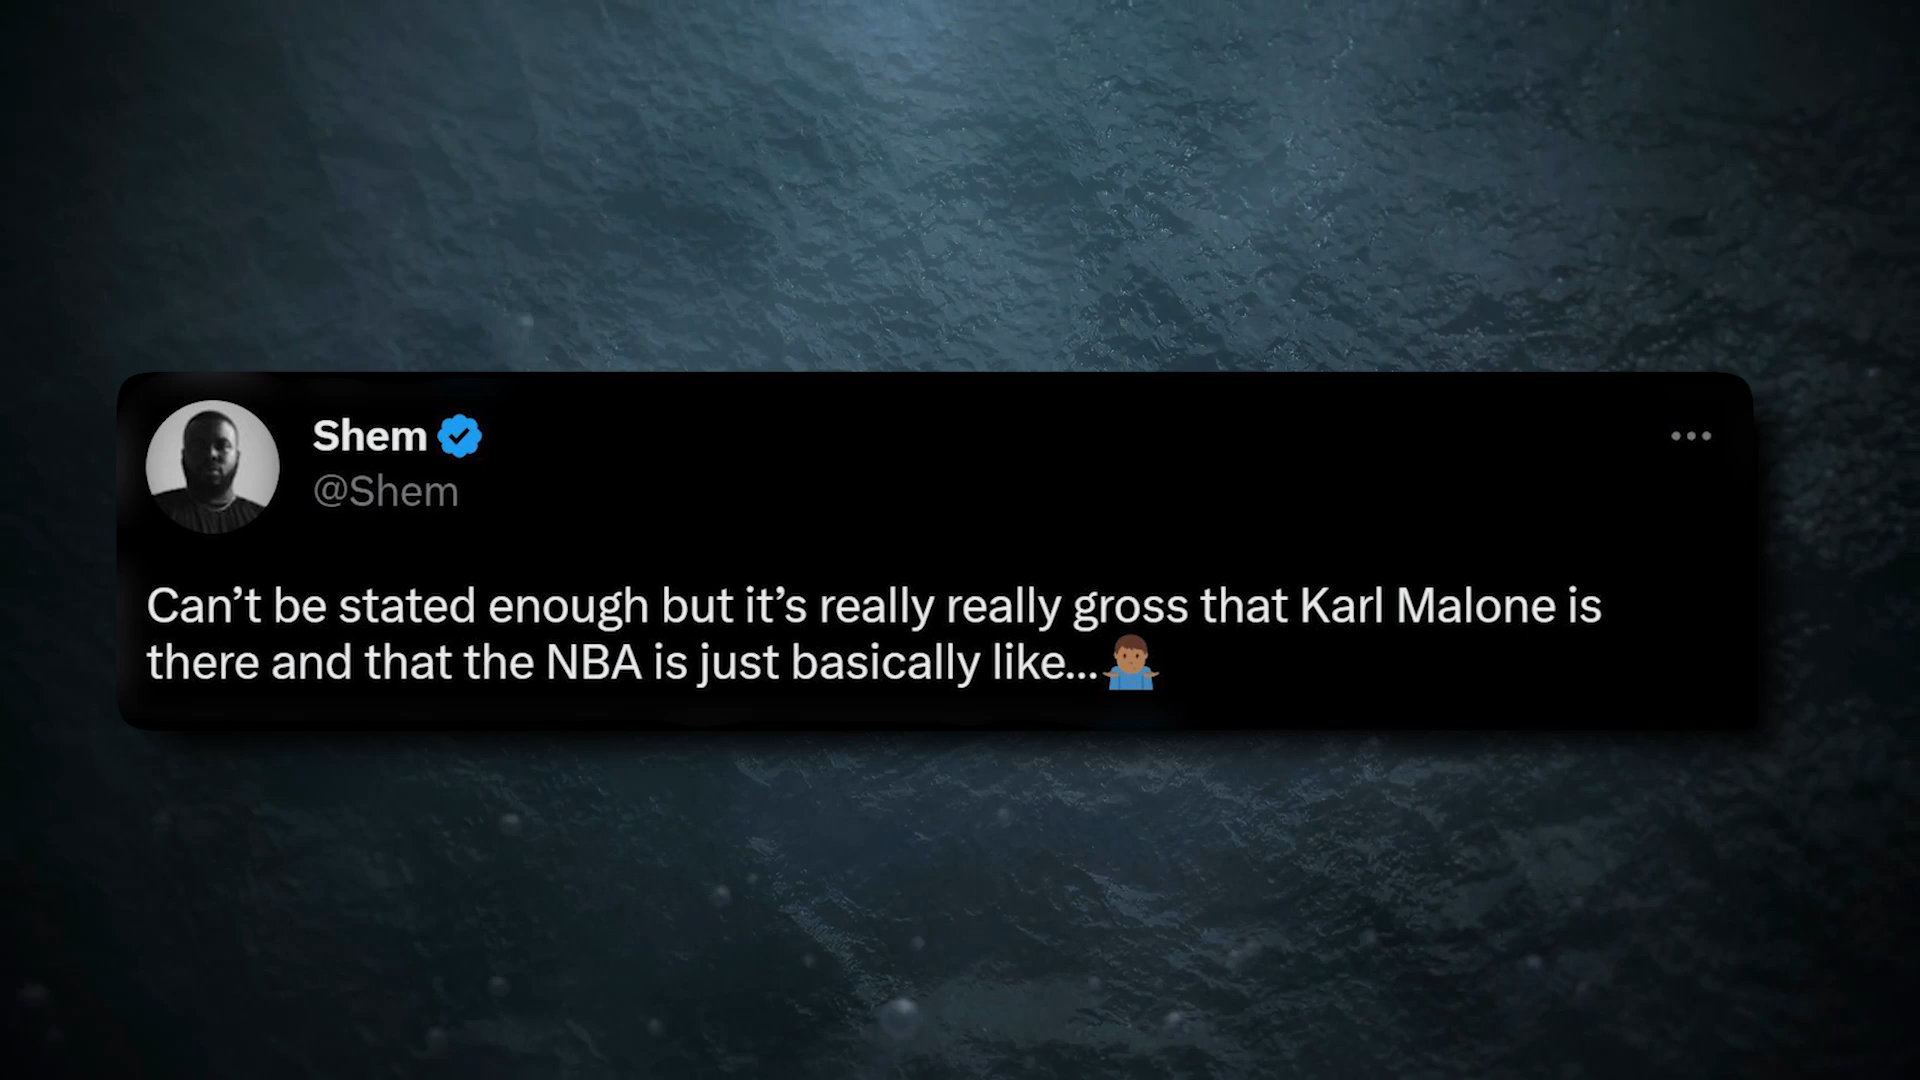 Shem
@Shem
Can’t be stated enough but it’s really really gross that Karl Malone is
there and that the NBA is just basically like...🤷🏽‍♂️